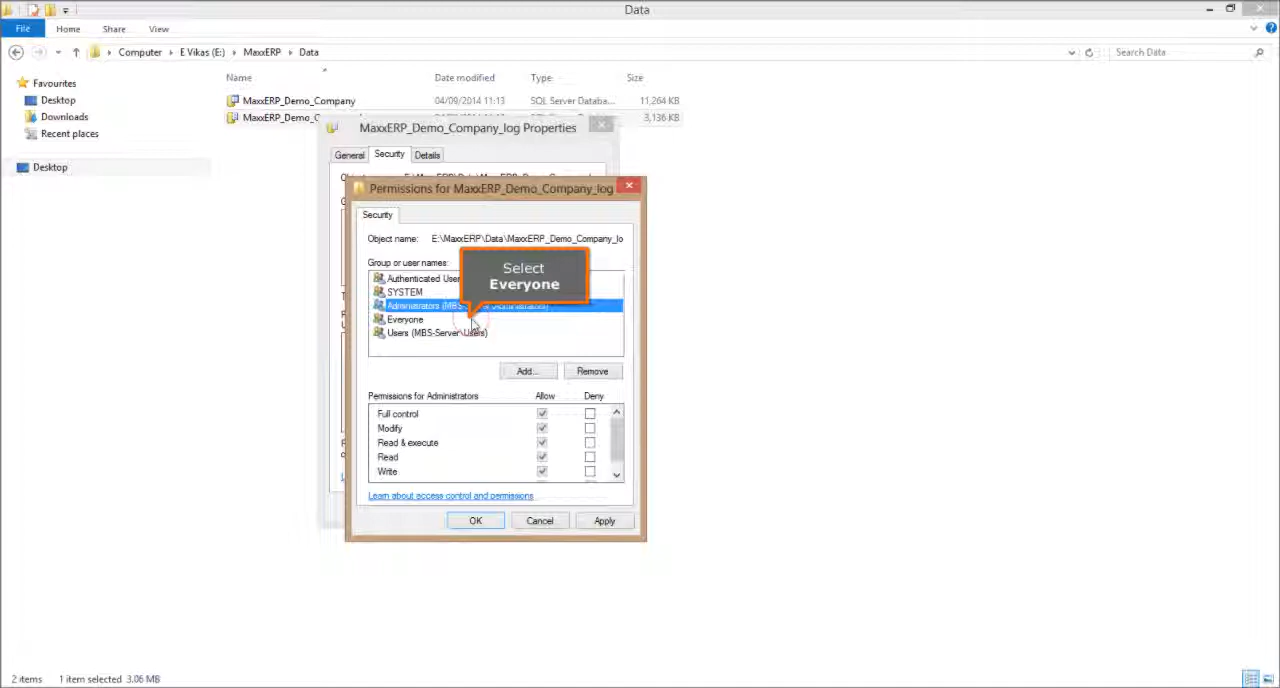 Data
File Home Share View
Computer E Vikas (E:) MaxxERP Data
Search Data
Favourites
Desktop
Downloads
Recent places
Desktop
Name Date modified Type Size
MaxxERP_Demo_Company 04/09/2014 11:13 SQL Server Databa... 11,264 KB
MaxxERP_Demo_C 3,136 KB
MaxxERP_Demo_Company_log Properties
General Security Details
Permissions for MaxxERP_Demo_Company_log
Security
Object name: E:\MaxxERP\Data\MaxxERP_Demo_Company_lo
Group or user names:
Select
Everyone
Authenticated User
SYSTEM
Administrators (MBS-
Everyone
Users (MBS-Server\Users)
Add... Remove
Permissions for Administrators Allow Deny
Full control
Modify
Read & execute
Read
Write
Learn about access control and permissions
OK Cancel Apply
2 items 1 item selected 3.06 MB